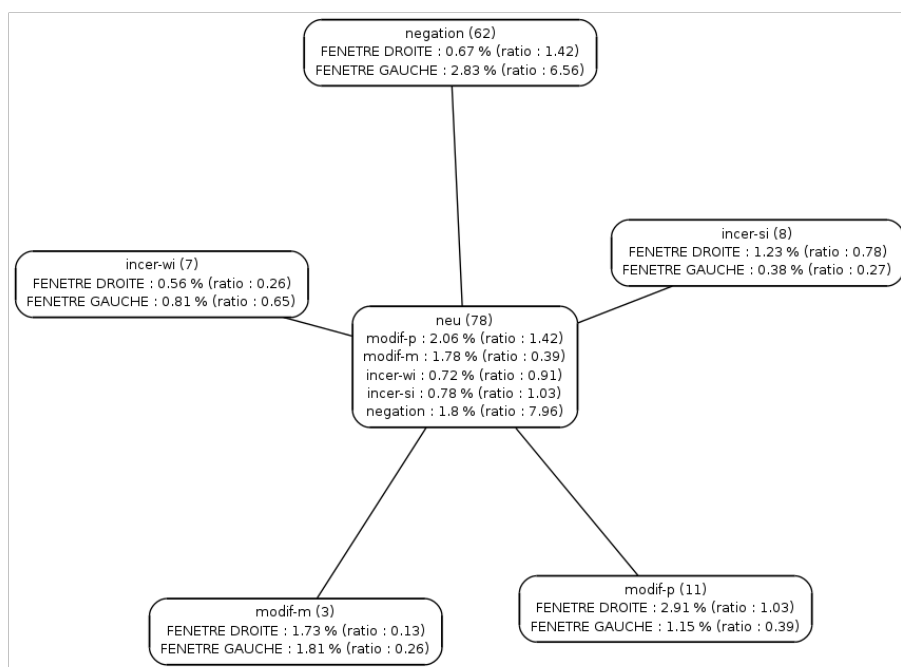 negation (62)
FENETRE DROITE : 0.67 % (ratio : 1.42)
FENETRE GAUCHE : 2.83 % (ratio : 6.56)
incer-si (8)
FENETRE DROITE : 1.23 % (ratio : 0.78)
FENETRE GAUCHE : 0.38 % (ratio : 0.27)
incer-wi (7)
FENETRE DROITE : 0.56 % (ratio : 0.26)
FENETRE GAUCHE : 0.81 % (ratio : 0.65)
neu (78)
modif-p : 2.06 % (ratio : 1.42)
modif-m : 1.78 % (ratio : 0.39)
incer-wi : 0.72 % (ratio : 0.91)
incer-si : 0.78 % (ratio : 1.03)
negation : 1.8 % (ratio : 7.96)
modif-m (3)
FENETRE DROITE : 1.73 % (ratio : 0.13)
FENETRE GAUCHE : 1.81 % (ratio : 0.26)
modif-p (11)
FENETRE DROITE : 2.91 % (ratio : 1.03)
FENETRE GAUCHE : 1.15 % (ratio : 0.39)